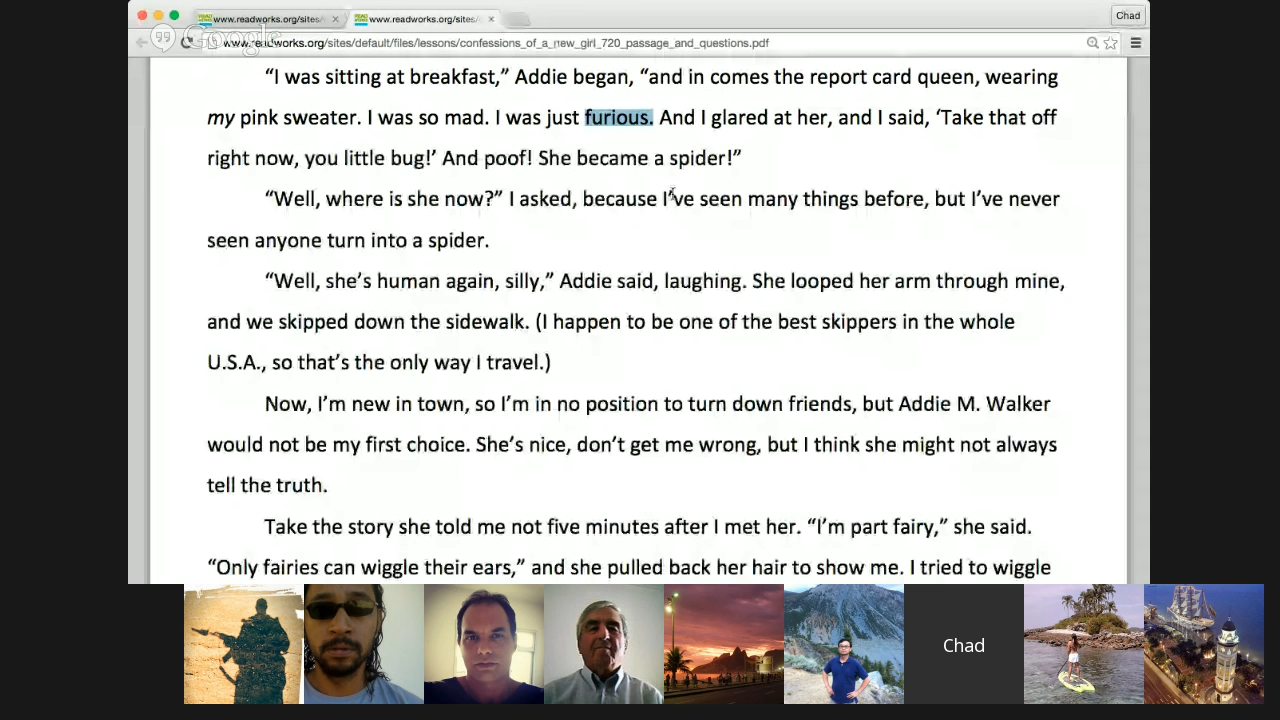 www.readworks.org/sites/
www.readworks.org/sites/
Chad
Google
www.readworks.org/sites/default/files/lessons/confessions_of_a_new_girl_720_passage_and_questions.pdf
“I was sitting at breakfast,” Addie began, “and in comes the report card queen, wearing
my pink sweater. I was so mad. I was just furious. And I glared at her, and I said, ‘Take that off
right now, you little bug!’ And poof! She became a spider!”
“Well, where is she now?” I asked, because I’ve seen many things before, but I’ve never
seen anyone turn into a spider.
“Well, she’s human again, silly,” Addie said, laughing. She looped her arm through mine,
and we skipped down the sidewalk. (I happen to be one of the best skippers in the whole
U.S.A., so that’s the only way I travel.)
Now, I’m new in town, so I’m in no position to turn down friends, but Addie M. Walker
would not be my first choice. She’s nice, don’t get me wrong, but I think she might not always
tell the truth.
Take the story she told me not five minutes after I met her. “I’m part fairy,” she said.
“Only fairies can wiggle their ears,” and she pulled back her hair to show me. I tried to wiggle
Chad